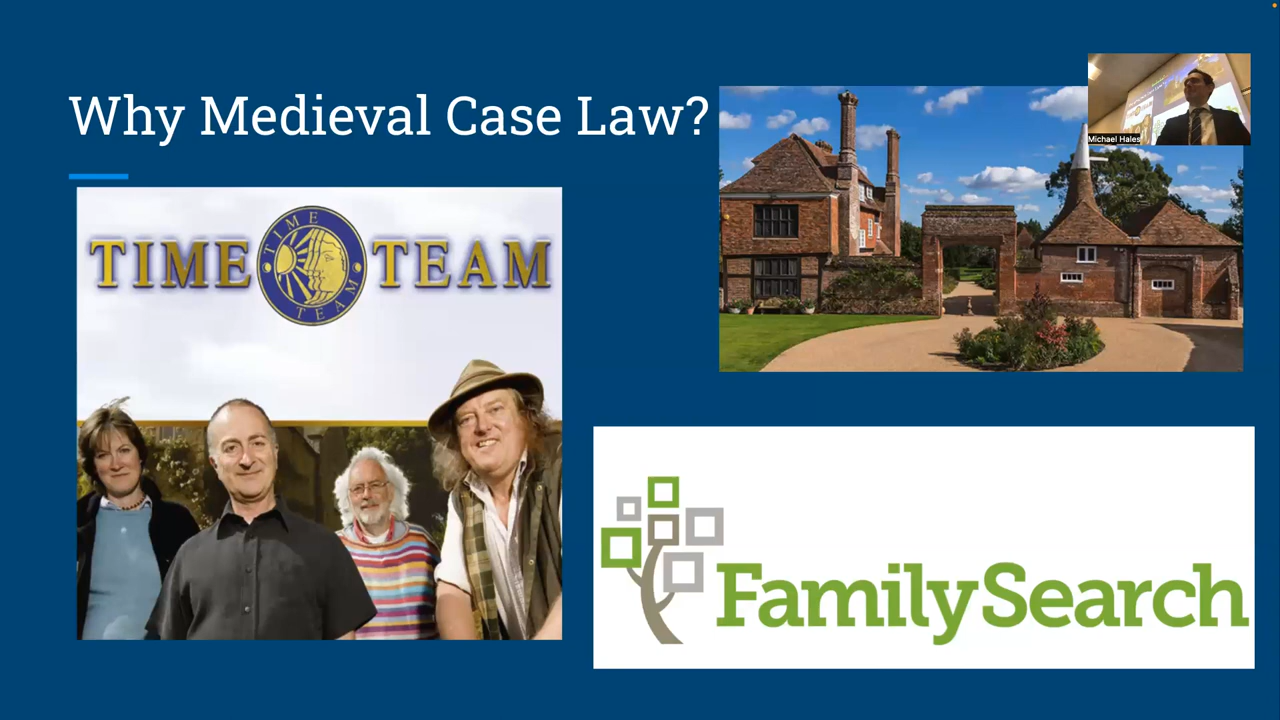 Why Medieval Case Law?
Michael Hales
TIME TEAM
TIME
TEAM
FamilySearch